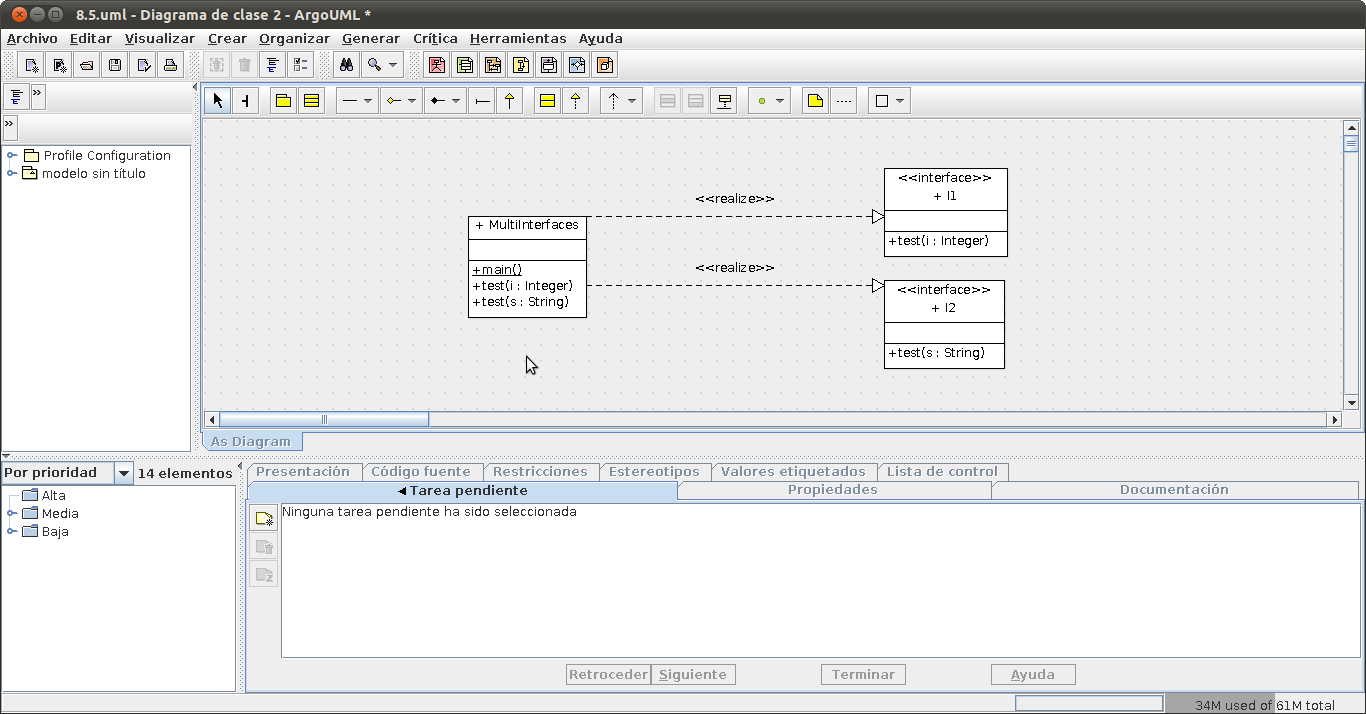 8.5.uml - Diagrama de clase 2 - ArgoUML *
Archivo Editar Visualizar Crear Organizar Generar Crítica Herramientas Ayuda
Profile Configuration
modelo sin título
<<realize>>
<<realize>>
+ MultiInterfaces
+main()
+test(i : Integer)
+test(s : String)
<<interface>>
+ I1
+test(i : Integer)
<<interface>>
+ I2
+test(s : String)
As Diagram
Por prioridad 14 elementos
Alta
Media
Baja
Presentación Código fuente Restricciones Estereotipos Valores etiquetados Lista de control
Tarea pendiente Propiedades Documentación
Ninguna tarea pendiente ha sido seleccionada
Retroceder Siguiente Terminar Ayuda
34M used of 61M total